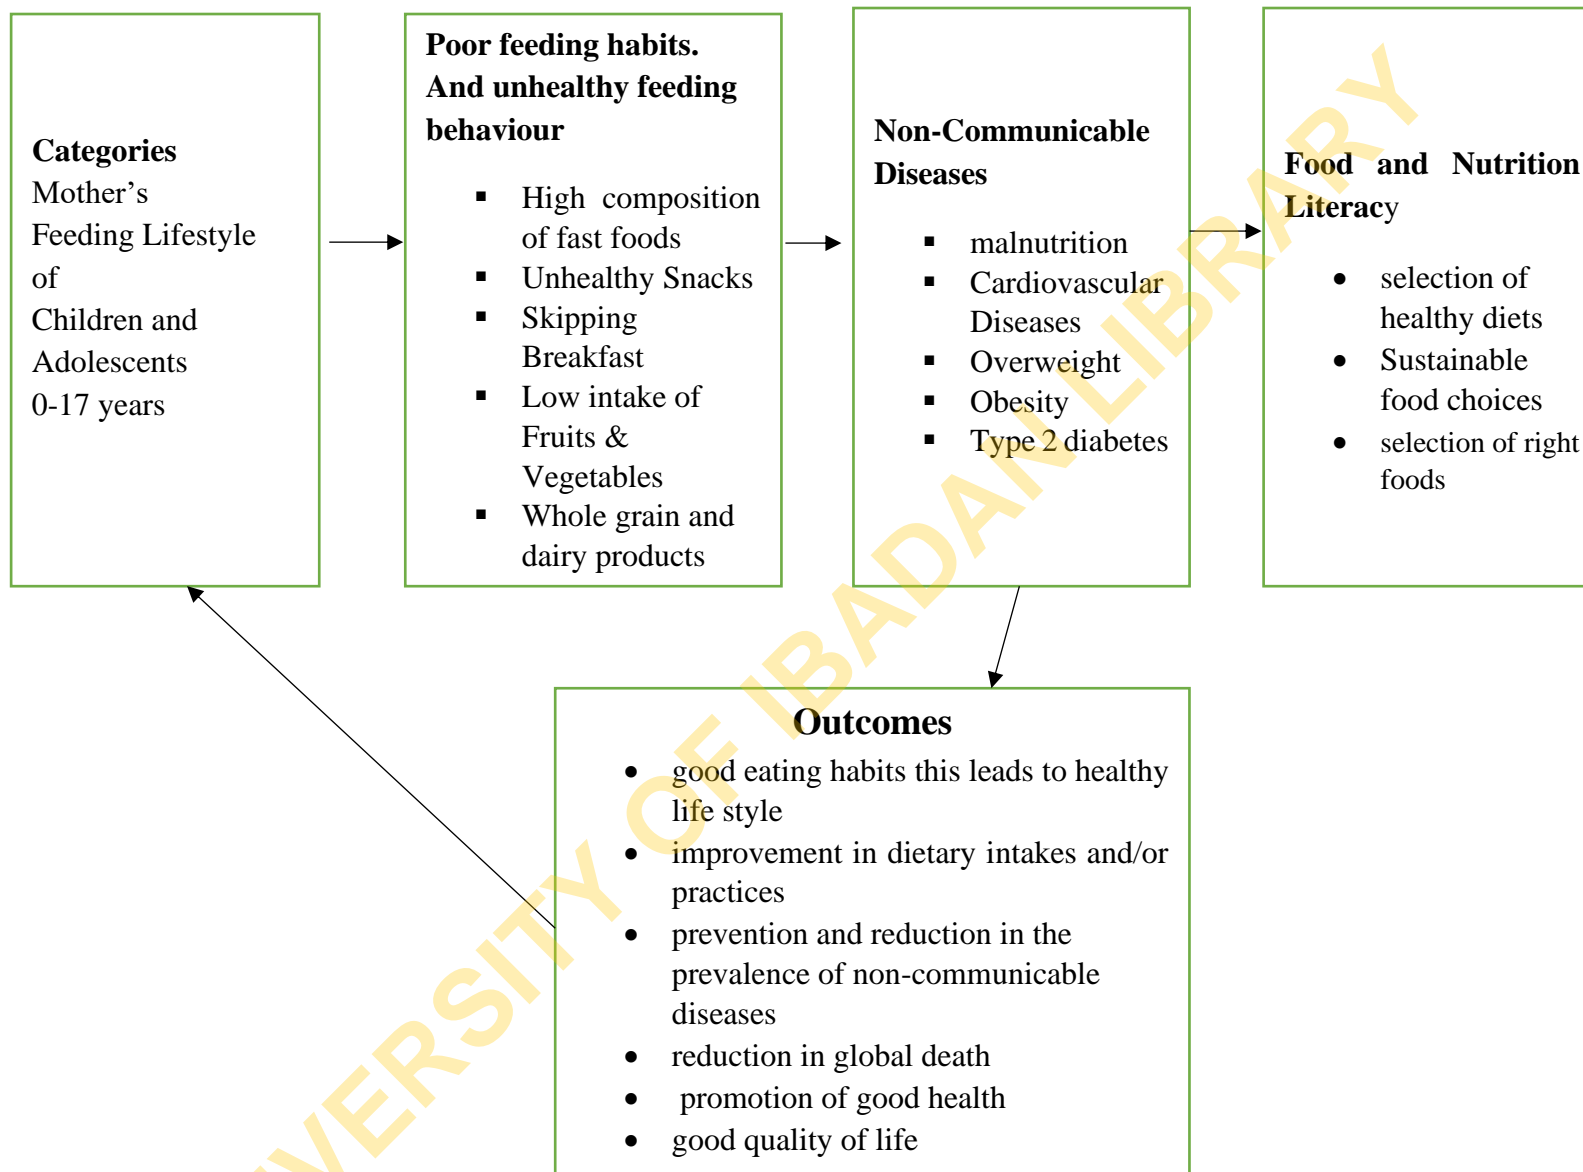 Categories
Mother’s
Feeding Lifestyle
of
Children and
Adolescents
0-17 years
Poor feeding habits.
And unhealthy feeding
behaviour
▪ High composition
of fast foods
▪ Unhealthy Snacks
▪ Skipping
Breakfast
▪ Low intake of
Fruits &
Vegetables
▪ Whole grain and
dairy products
Non-Communicable
Diseases
▪ malnutrition
▪ Cardiovascular
Diseases
▪ Overweight
▪ Obesity
▪ Type 2 diabetes
Food and Nutrition
Literacy
• selection of
healthy diets
• Sustainable
food choices
• selection of right
foods
Outcomes
• good eating habits this leads to healthy
life style
• improvement in dietary intakes and/or
practices
• prevention and reduction in the
prevalence of non-communicable
diseases
• reduction in global death
• promotion of good health
• good quality of life
VERSITY OF IBADAN LIBRARY